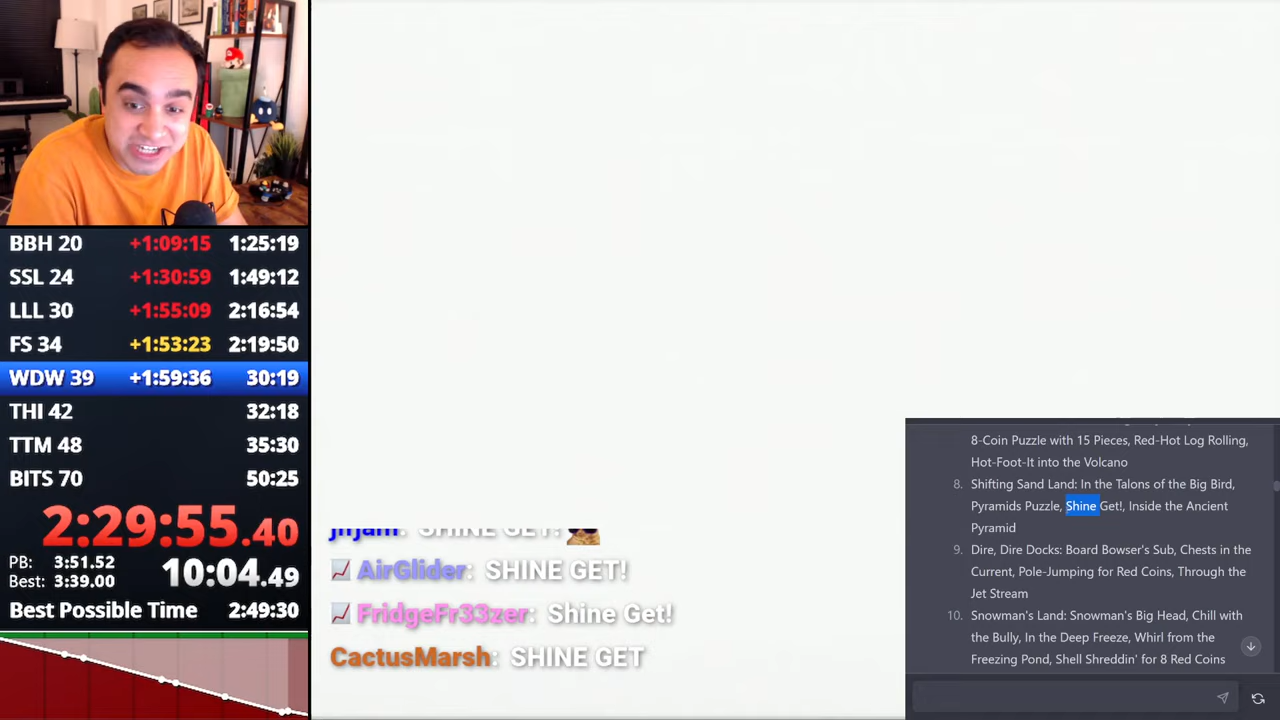 BBH 20 +1:09:15 1:25:19
SSL 24 +1:30:59 1:49:12
LLL 30 +1:55:09 2:16:54
FS 34 +1:53:23 2:19:50
WDW 39 +1:59:36 30:19
THI 42 32:18
TTM 48 35:30
BITS 70 50:25
2:29:55.40
PB: 3:51.52
Best: 3:39.00
10:04.49
Best Possible Time 2:49:30
SHINE GET!
AirGlider: SHINE GET!
FridgeFr33zer: Shine Get!
CactusMarsh: SHINE GET
8-Coin Puzzle with 15 Pieces, Red-Hot Log Rolling,
Hot-Foot-It into the Volcano
8. Shifting Sand Land: In the Talons of the Big Bird,
Pyramids Puzzle, Shine Get!, Inside the Ancient
Pyramid
9. Dire, Dire Docks: Board Bowser's Sub, Chests in the
Current, Pole-Jumping for Red Coins, Through the
Jet Stream
10. Snowman's Land: Snowman's Big Head, Chill with
the Bully, In the Deep Freeze, Whirl from the
Freezing Pond, Shell Shreddin' for 8 Red Coins